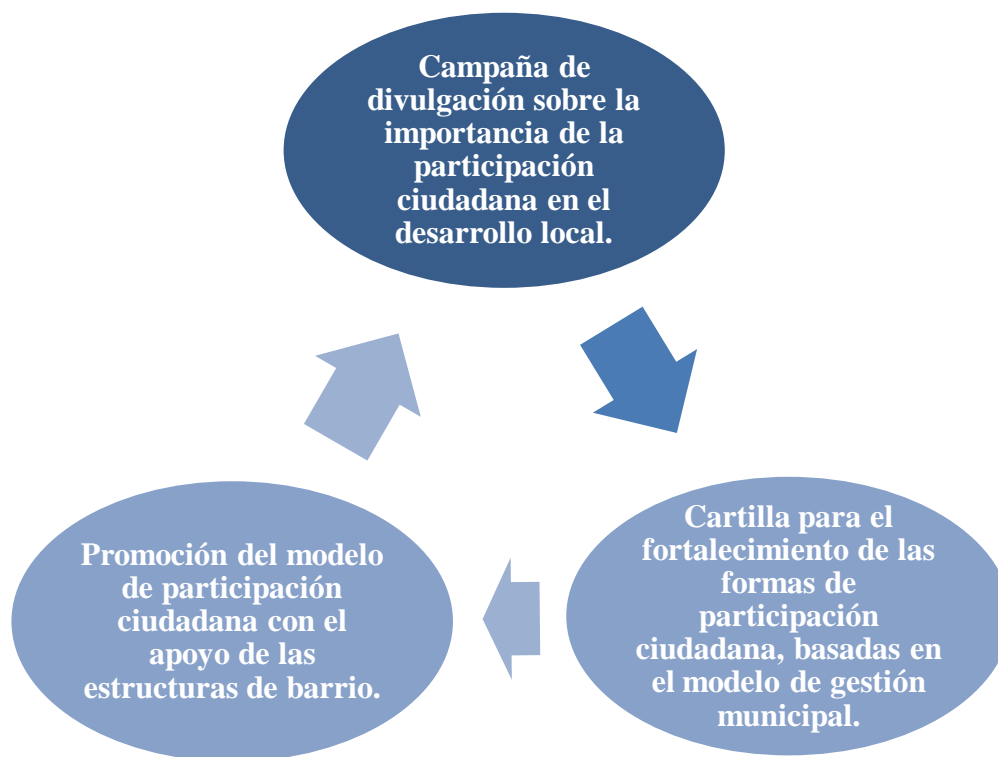 Campaña de
divulgación sobre la
importancia de la
participación
ciudadana en el
desarrollo local.
Cartilla para el
fortalecimiento de las
formas de
participación
ciudadana, basadas en
el modelo de gestión
municipal.
Promoción del modelo
de participación
ciudadana con el
apoyo de las
estructuras de barrio.